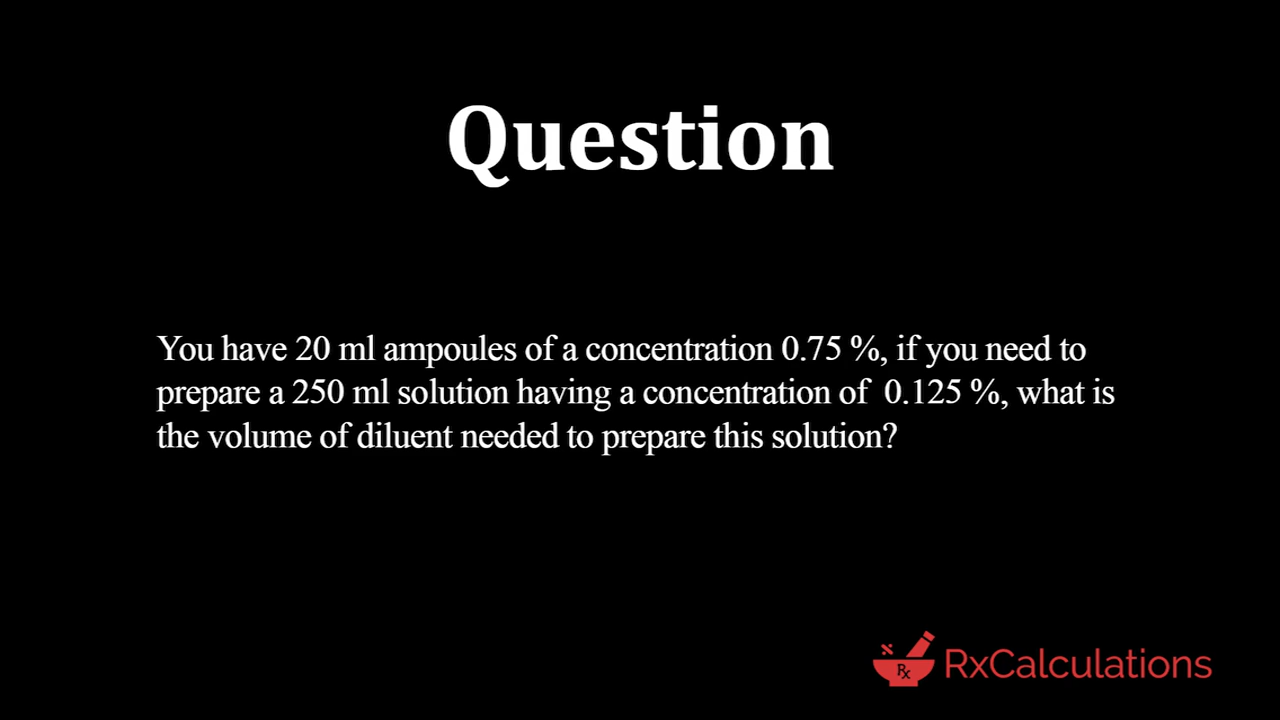 Question
You have 20 ml ampoules of a concentration 0.75 %, if you need to
prepare a 250 ml solution having a concentration of  0.125 %, what is
the volume of diluent needed to prepare this solution?
Rx
RxCalculations